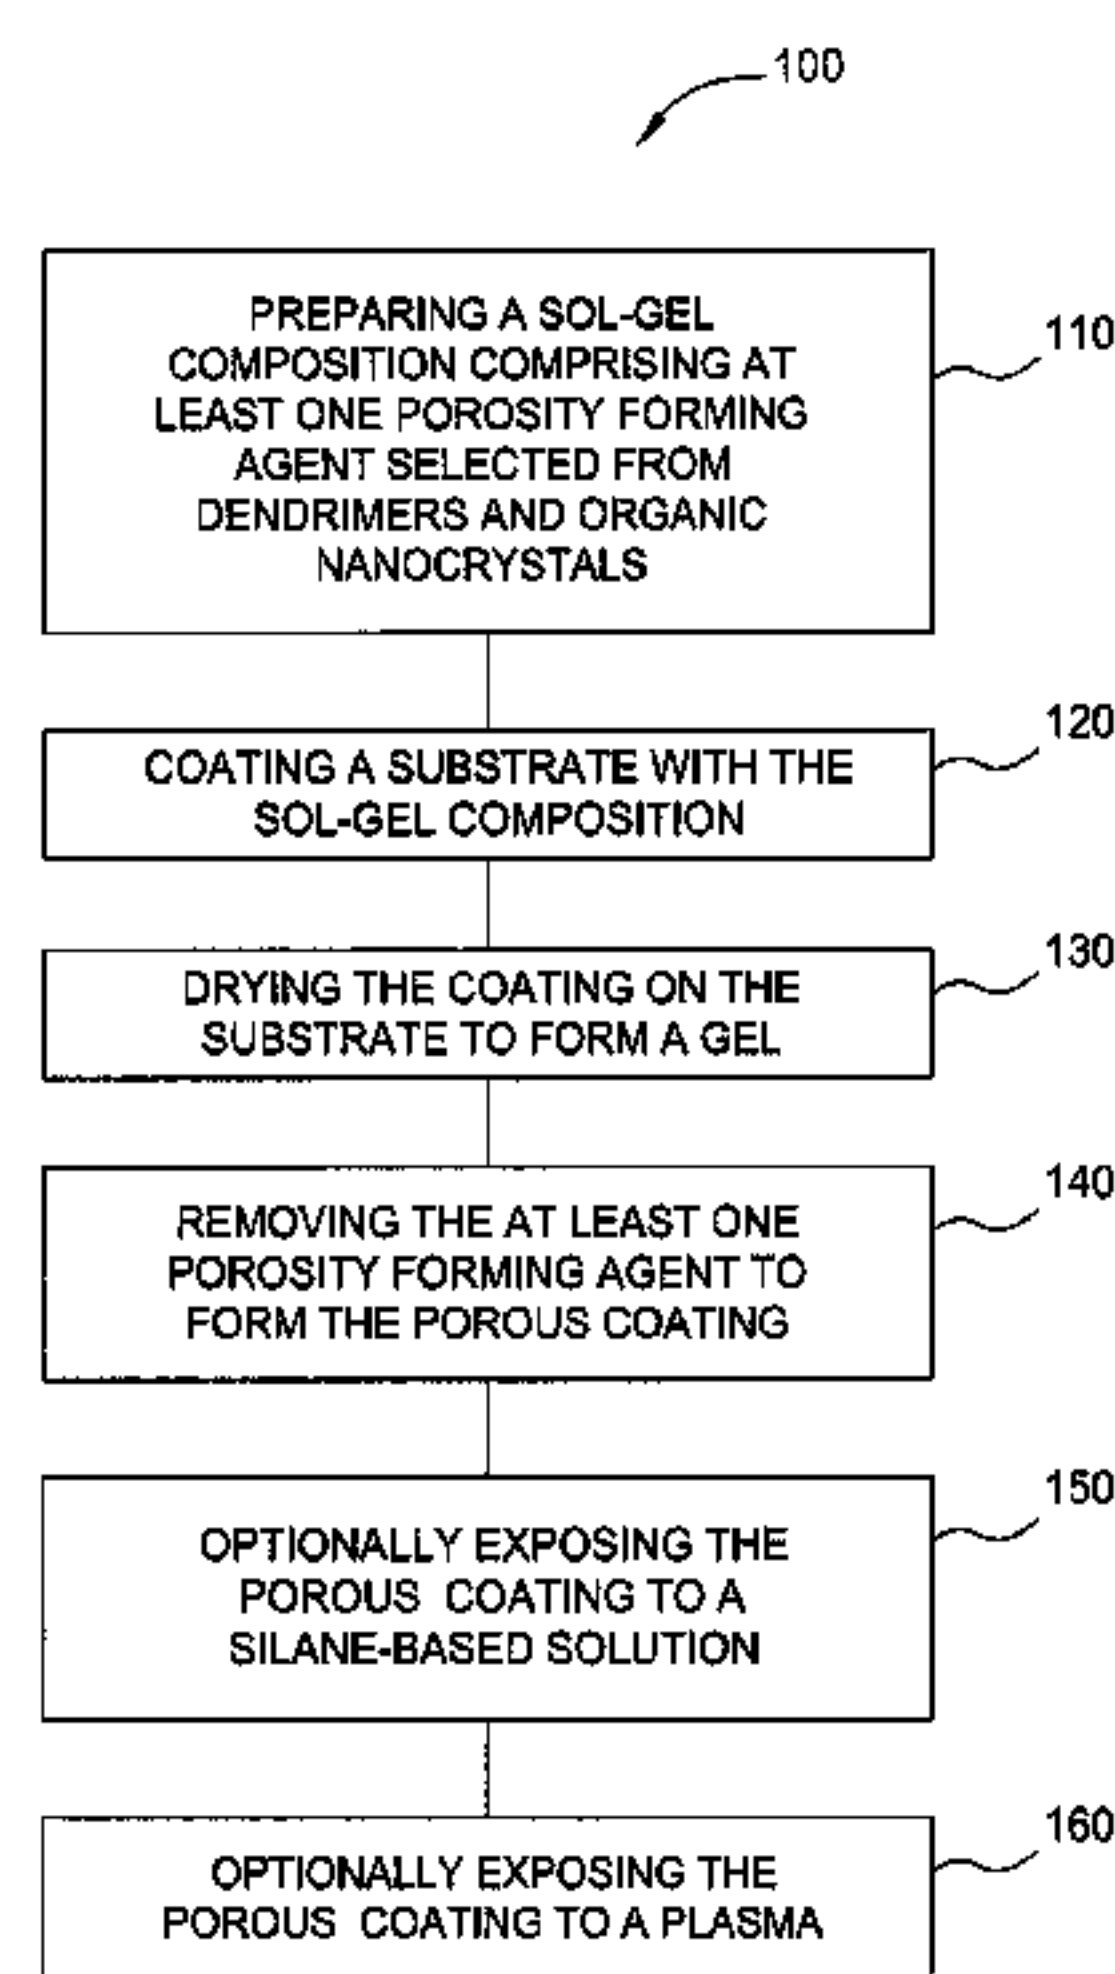 100
PREPARING A SOL-GEL
COMPOSITION COMPRISING AT
LEAST ONE POROSITY FORMING
AGENT SELECTED FROM
DENDRIMERS AND ORGANIC
NANOCRYSTALS
110
COATING A SUBSTRATE WITH THE
SOL-GEL COMPOSITION
120
DRYING THE COATING ON THE
SUBSTRATE TO FORM A GEL
130
REMOVING THE AT LEAST ONE
POROSITY FORMING AGENT TO
FORM THE POROUS COATING
140
OPTIONALLY EXPOSING THE
POROUS COATING TO A
SILANE-BASED SOLUTION
150
OPTIONALLY EXPOSING THE
POROUS COATING TO A PLASMA
160